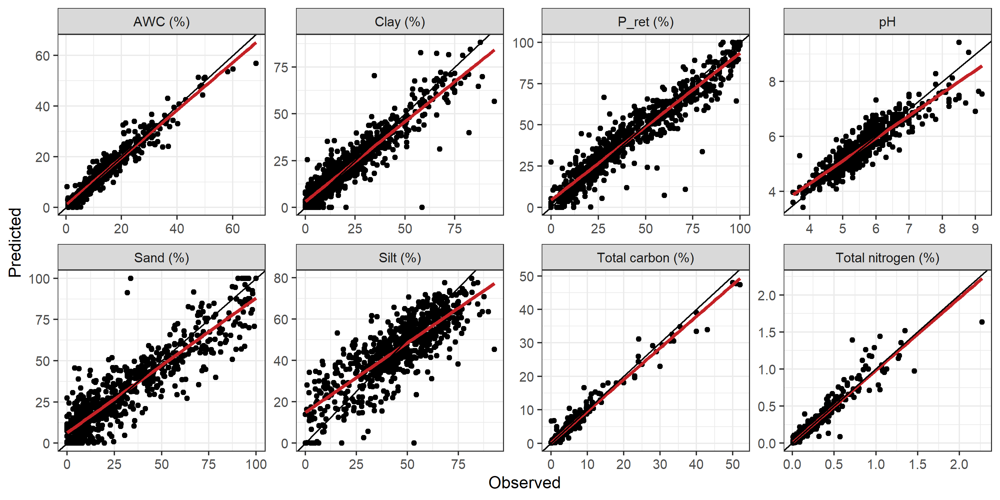 AWC (%)
Clay (%)
P_ret (%)
pH
60
40
20
0
0 20 40 60
75
50
25
0
0 25 50 75
100
75
50
25
0
0 25 50 75 100
8
6
4
4 5 6 7 8 9
Predicted
Sand (%)
Silt (%)
Total carbon (%)
Total nitrogen (%)
100
75
50
25
0
0 25 50 75 100
80
60
40
20
0
0 25 50 75
50
40
30
20
10
0
0 10 20 30 40 50
2.0
1.5
1.0
0.5
0.0
0.0 0.5 1.0 1.5 2.0
Observed